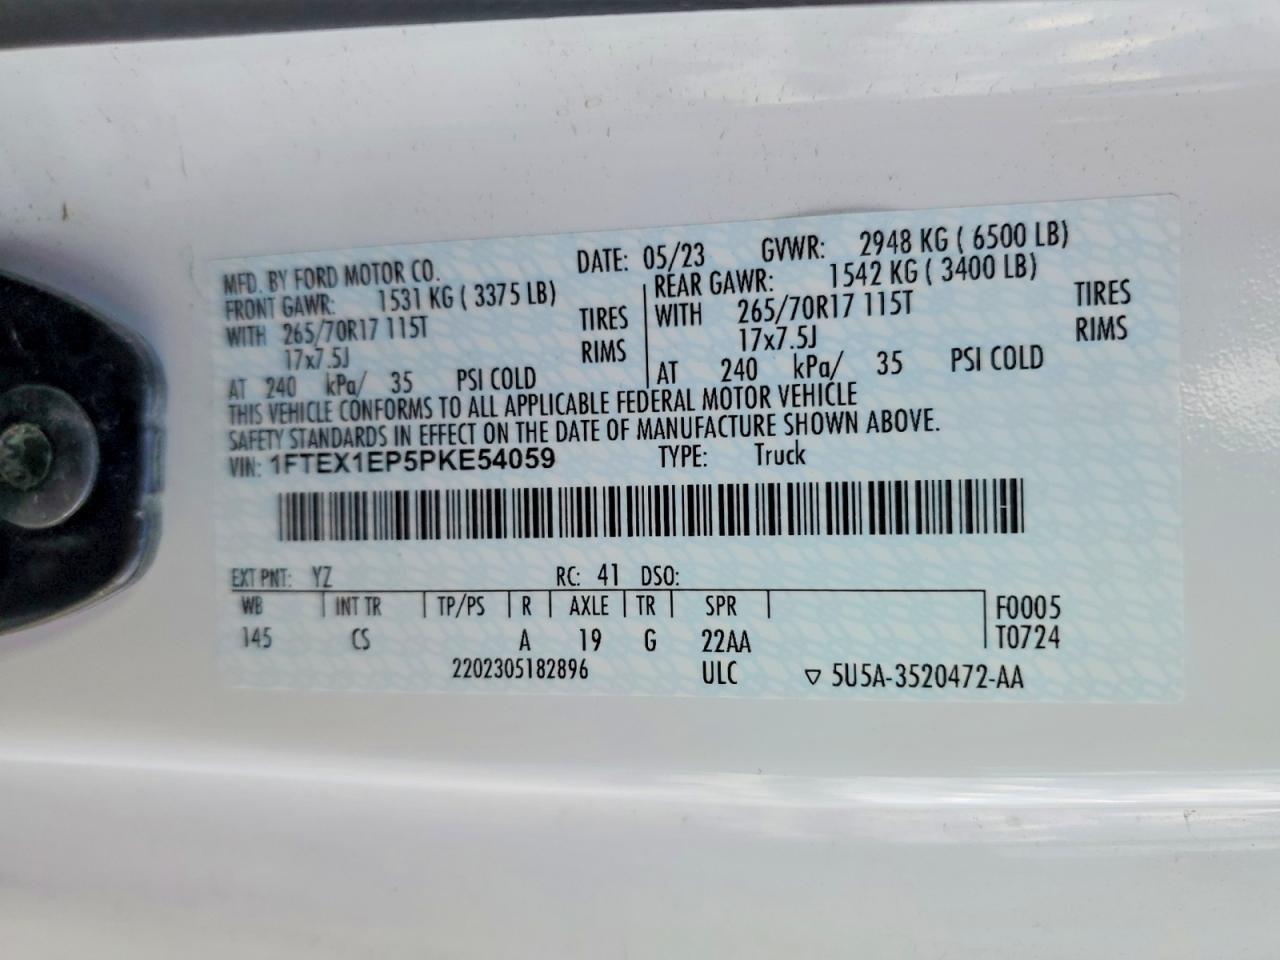 MFD. BY FORD MOTOR CO. DATE: 05/23 GVWR: 2948 KG ( 6500 LB)
FRONT GAWR: 1531 KG ( 3375 LB) REAR GAWR: 1542 KG ( 3400 LB)
WITH 265/70R17 115T TIRES WITH 265/70R17 115T TIRES
17x7.5J RIMS 17x7.5J RIMS
AT 240 kPa/ 35 PSI COLD AT 240 kPa/ 35 PSI COLD
THIS VEHICLE CONFORMS TO ALL APPLICABLE FEDERAL MOTOR VEHICLE
SAFETY STANDARDS IN EFFECT ON THE DATE OF MANUFACTURE SHOWN ABOVE.
VIN: 1FTEX1EP5PKE54059 TYPE: Truck
EXT PNT: YZ RC: 41 DSO:
WB INT TR TP/PS R AXLE TR SPR F0005
145 CS A 19 G 22AA T0724
2202305182896 ULC ▽ 5U5A-3520472-AA